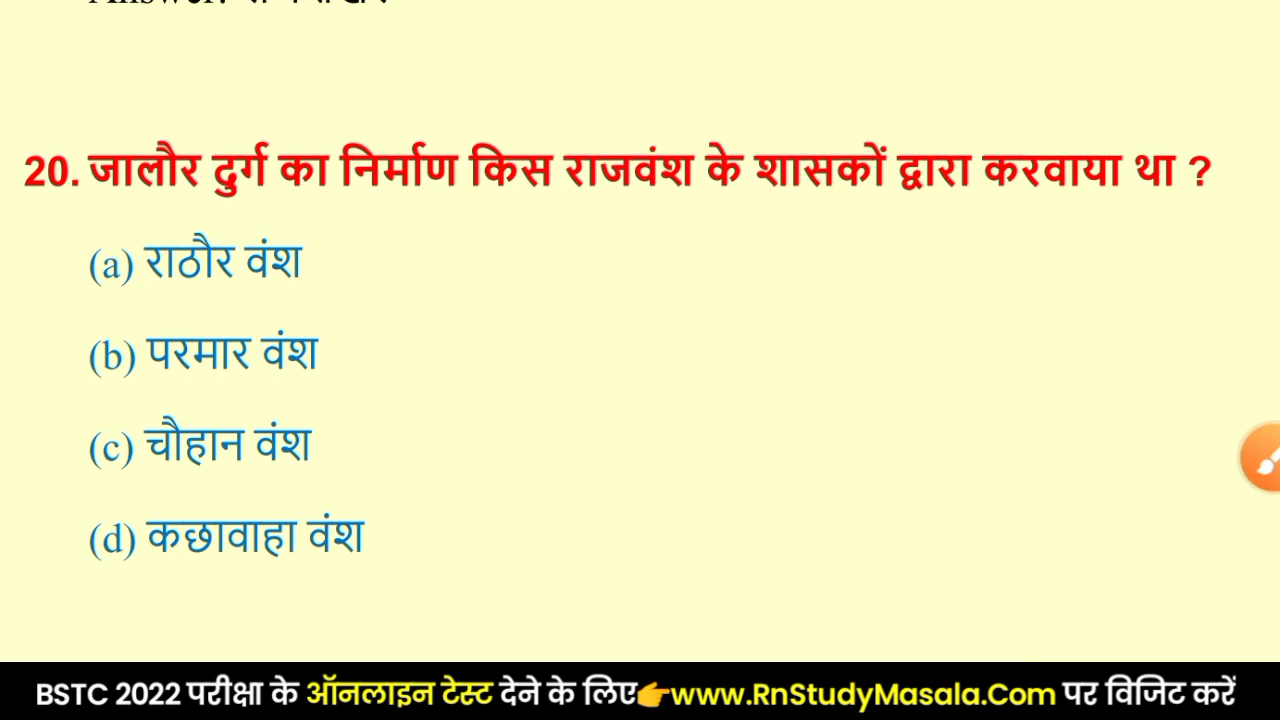 20. जालौर दुर्ग का निर्माण किस राजवंश के शासकों द्वारा करवाया था ?
(a) राठौर वंश
(b) परमार वंश
(c) चौहान वंश
(d) कछावाहा वंश
BSTC 2022 परीक्षा के ऑनलाइन टेस्ट देने के लिए👉www.RnStudyMasala.Com पर विजिट करें